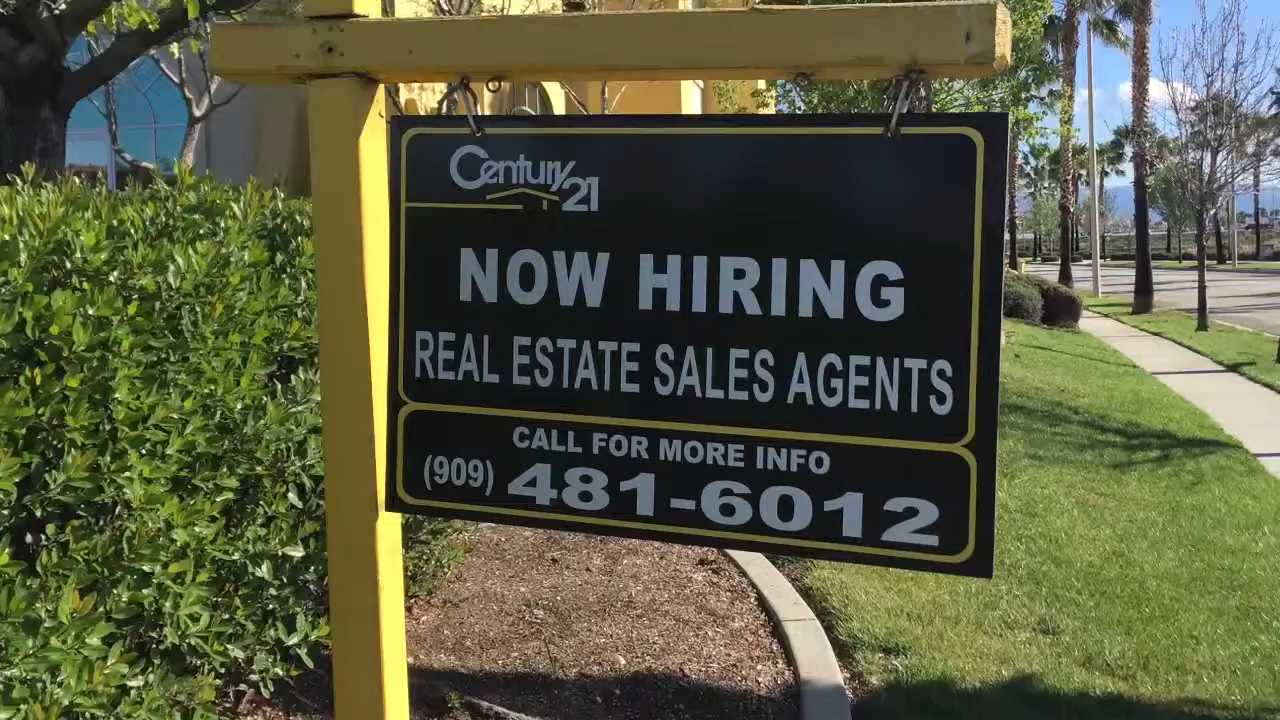 Century 21
NOW HIRING
REAL ESTATE SALES AGENTS
CALL FOR MORE INFO
(909) 481-6012